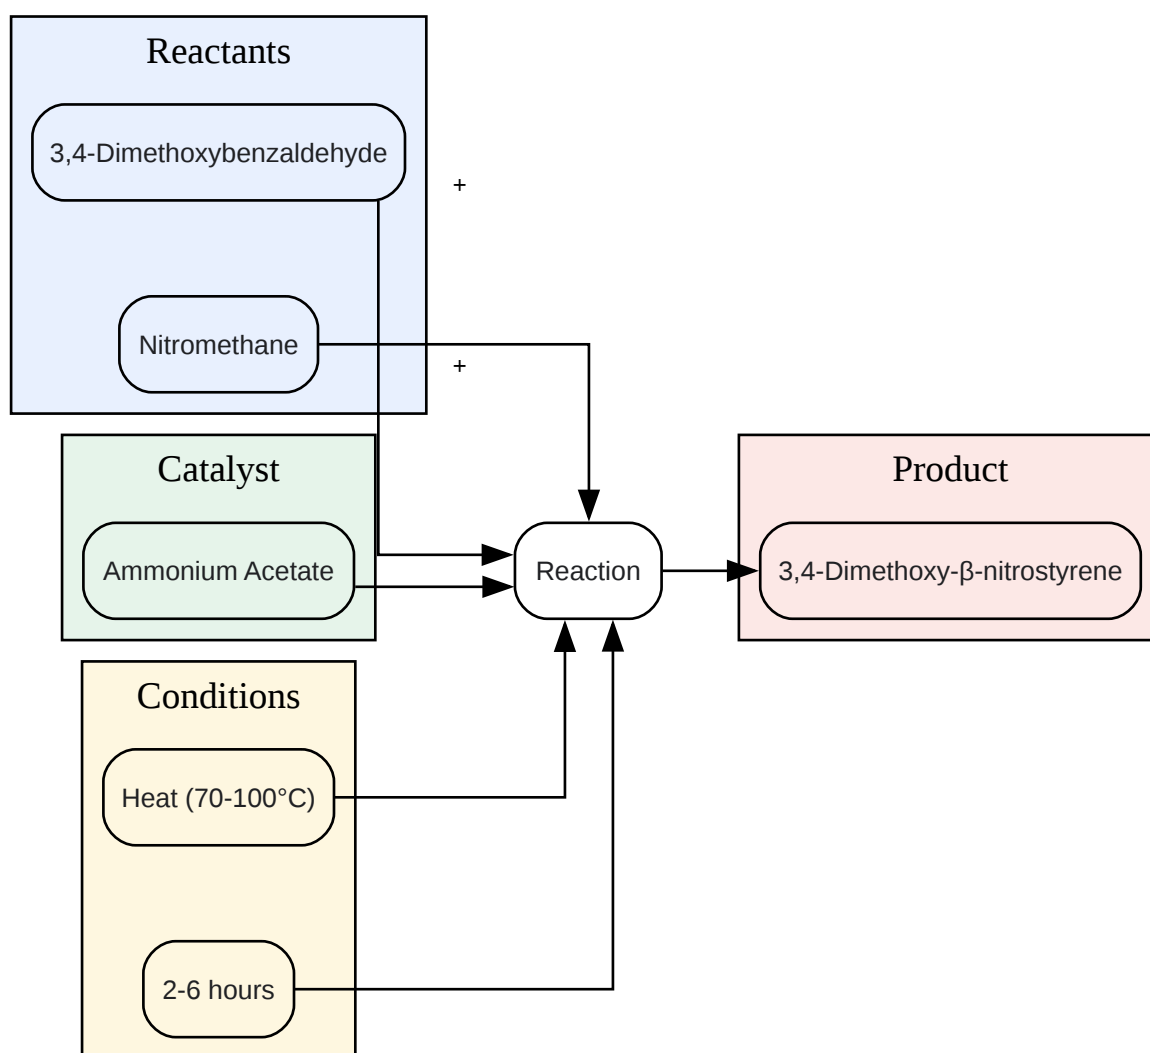 Reactants
3,4-Dimethoxybenzaldehyde
+
Nitromethane
+
Catalyst
Ammonium Acetate
Reaction
Product
3,4-Dimethoxy-β-nitrostyrene
Conditions
Heat (70-100°C)
2-6 hours